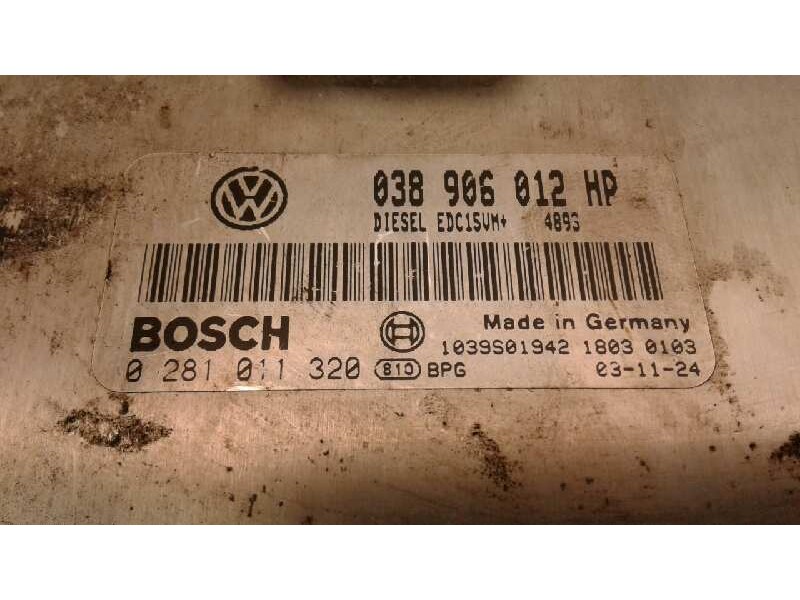 038 906 012 HP
DIESEL EDC15VM+ 4893
BOSCH
Made in Germany
1039S01942 1803 0103
0 281 011 320 810 BPG 03-11-24